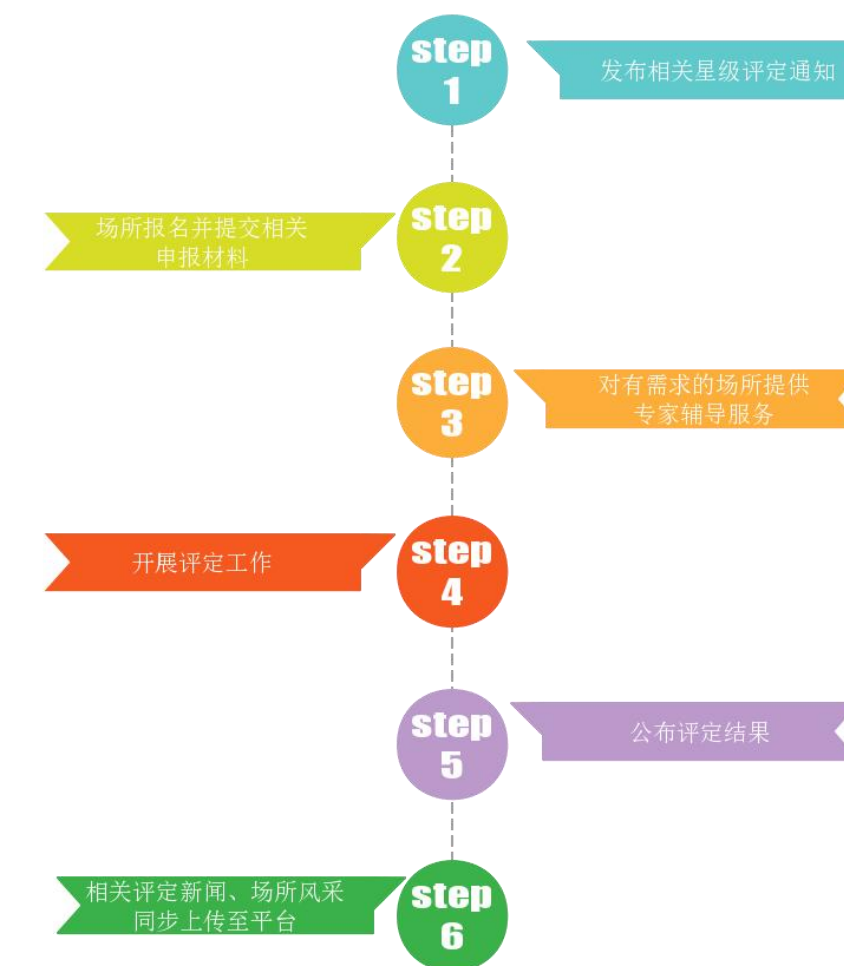 step
1
发布相关星级评定通知
step
2
场所报名并提交相关
申报材料
step
3
对有需求的场所提供
专家辅导服务
step
4
开展评定工作
step
5
公布评定结果
step
6
相关评定新闻、场所风采
同步上传至平台